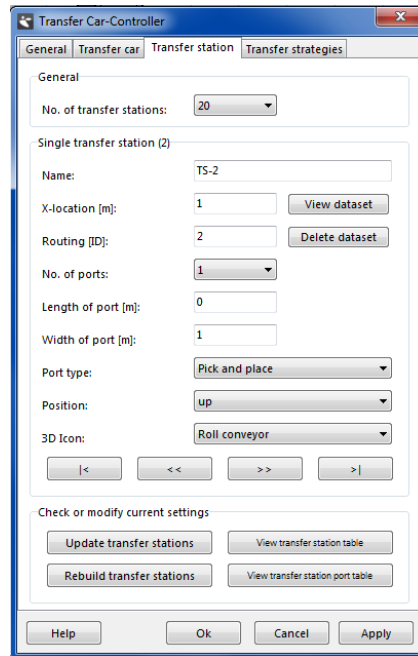 Transfer Car-Controller
General Transfer car Transfer station Transfer strategies
General
No. of transfer stations: 20
Single transfer station (2)
Name: TS-2
X-location [m]: 1 View dataset
Routing [ID]: 2 Delete dataset
No. of ports: 1
Length of port [m]: 0
Width of port [m]: 1
Port type: Pick and place
Position: up
3D Icon: Roll conveyor
|< << >> >|
Check or modify current settings
Update transfer stations View transfer station table
Rebuild transfer stations View transfer station port table
Help Ok Cancel Apply